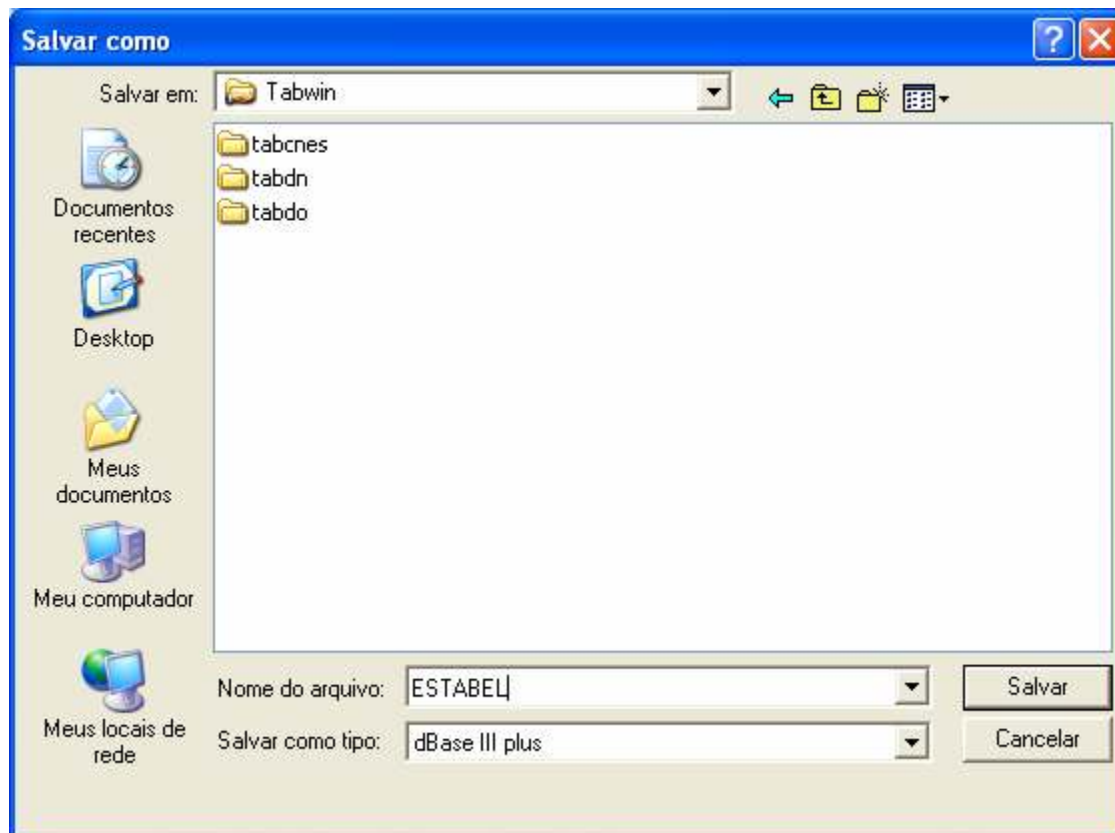 Salvar como
?
Salvar em:
Tabwin
tabcnes
tabdn
tabdo
Documentos
recentes
Desktop
Meus
documentos
Meu computador
Meus locais de
rede
Nome do arquivo:
ESTABEL
Salvar
Salvar como tipo:
dBase III plus
Cancelar